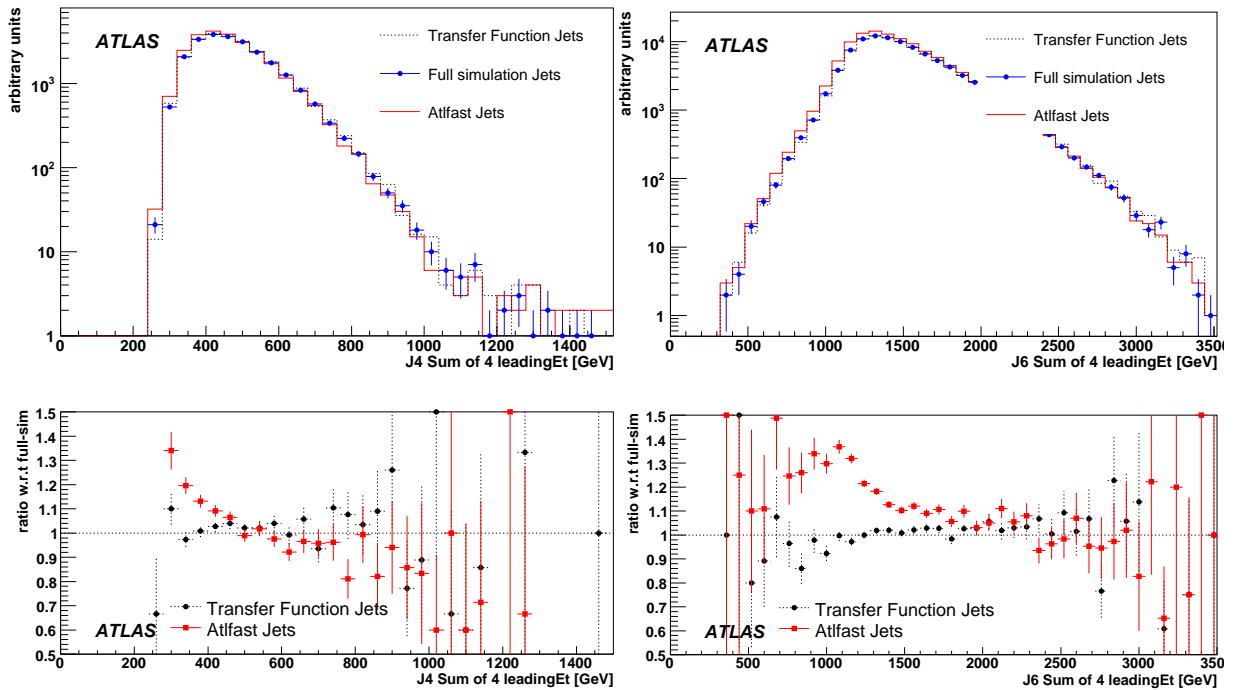 arbitrary units
10³
10²
10
1
ATLAS
Transfer Function Jets
Full simulation Jets
Atlfast Jets
0 200 400 600 800 1000 1200 1400
J4 Sum of 4 leadingEt [GeV]
arbitrary units
10⁴
10³
10²
10
1
ATLAS
Transfer Function Jets
Full simulation Jets
Atlfast Jets
0 500 1000 1500 2000 2500 3000 3500
J6 Sum of 4 leadingEt [GeV]
ratio w.r.t full-sim
1.5
1.4
1.3
1.2
1.1
1
0.9
0.8
0.7
0.6
0.5
Transfer Function Jets
ATLAS
Atlfast Jets
0 200 400 600 800 1000 1200 1400
J4 Sum of 4 leadingEt [GeV]
ratio w.r.t full-sim
1.5
1.4
1.3
1.2
1.1
1
0.9
0.8
0.7
0.6
0.5
Transfer Function Jets
ATLAS
Atlfast Jets
0 500 1000 1500 2000 2500 3000 350
J6 Sum of 4 leadingEt [GeV]